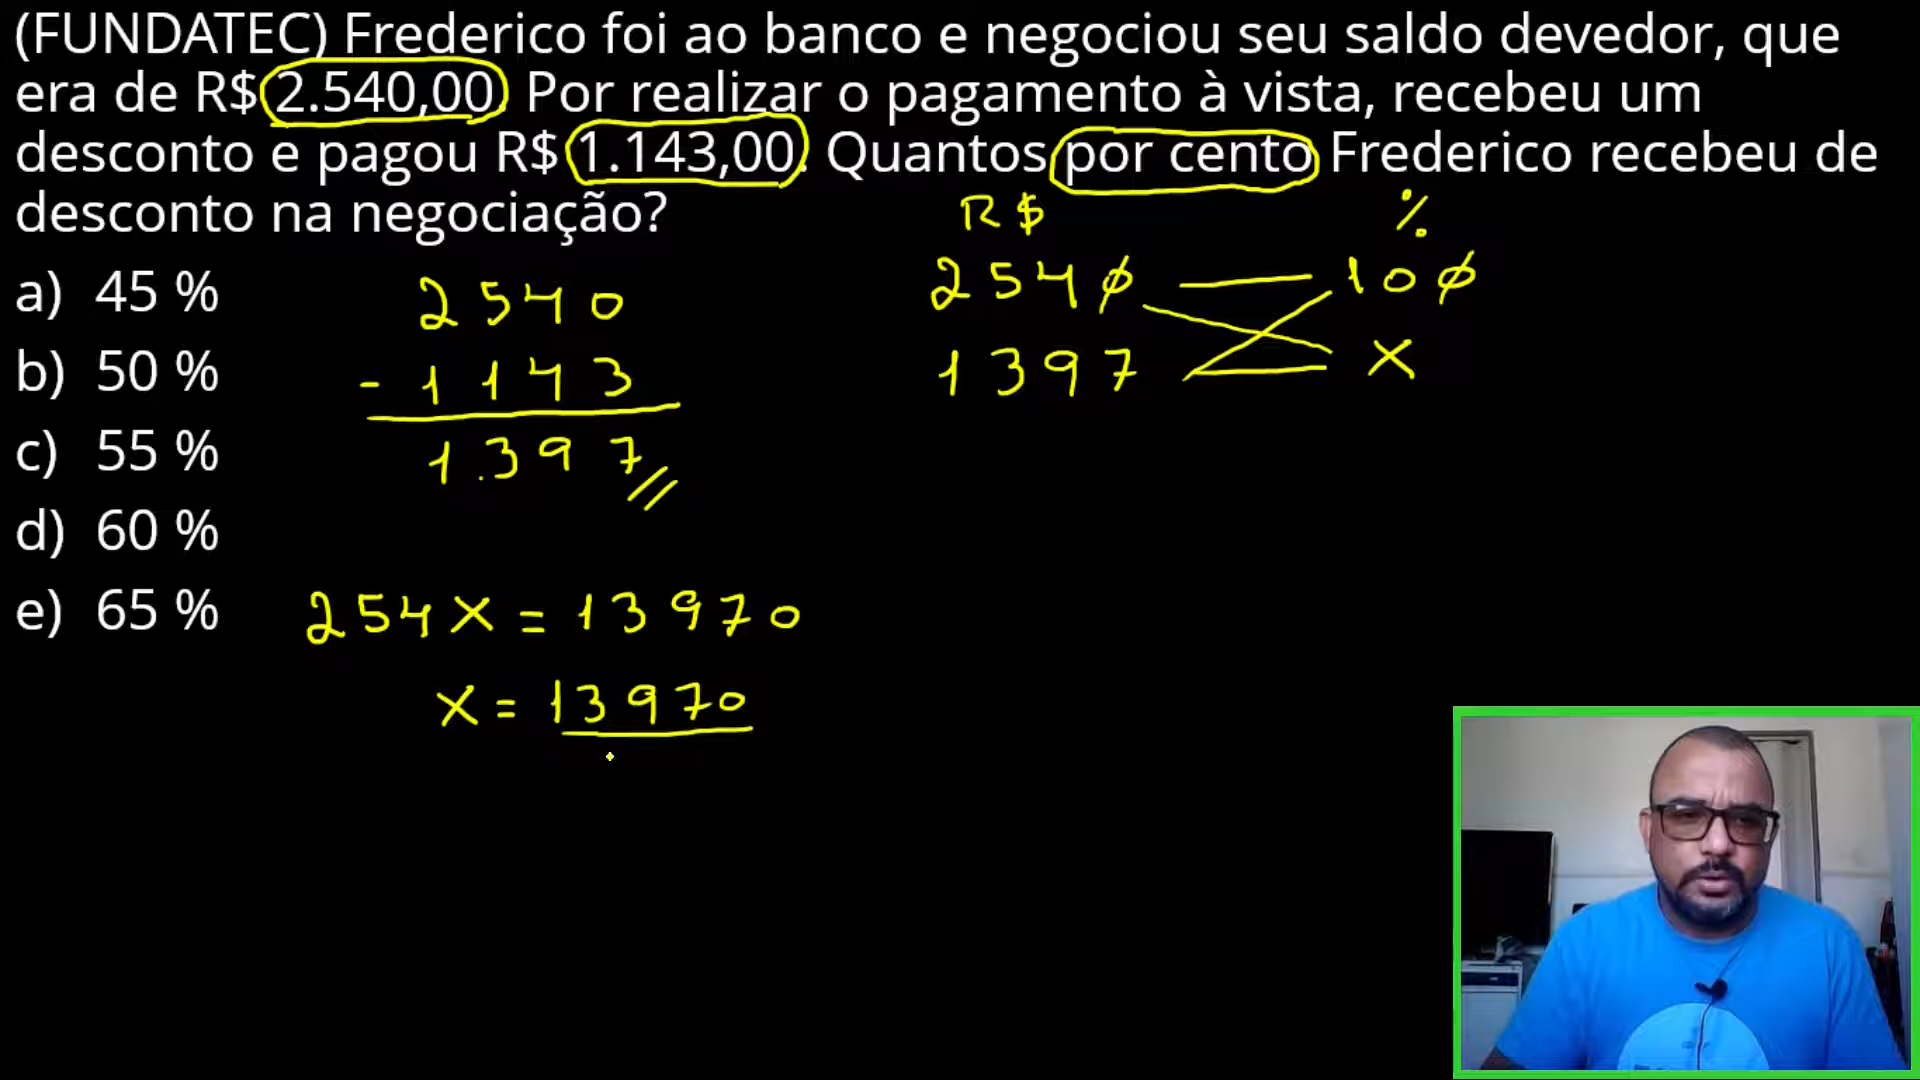 (FUNDATEC) Frederico foi ao banco e negociou seu saldo devedor, que
era de R$ 2.540,00. Por realizar o pagamento à vista, recebeu um
desconto e pagou R$ 1.143,00. Quantos por cento Frederico recebeu de
desconto na negociação?
R$ %
a) 45 %
b) 50 %
c) 55 %
d) 60 %
e) 65 %
2540
- 1143
1.397
2540 100
1397 x
254x = 13970
x = 13970